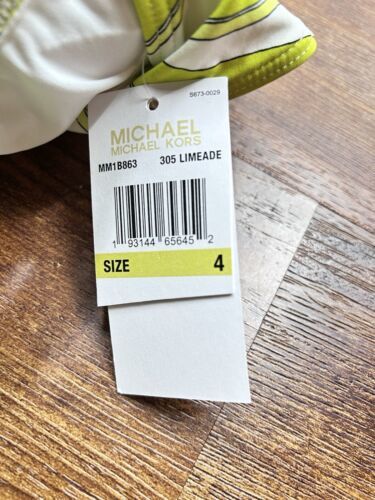 S673-0029
MICHAEL
MICHAEL KORS
MM1B863 305 LIMEADE
1 93144 65645 2
SIZE 4